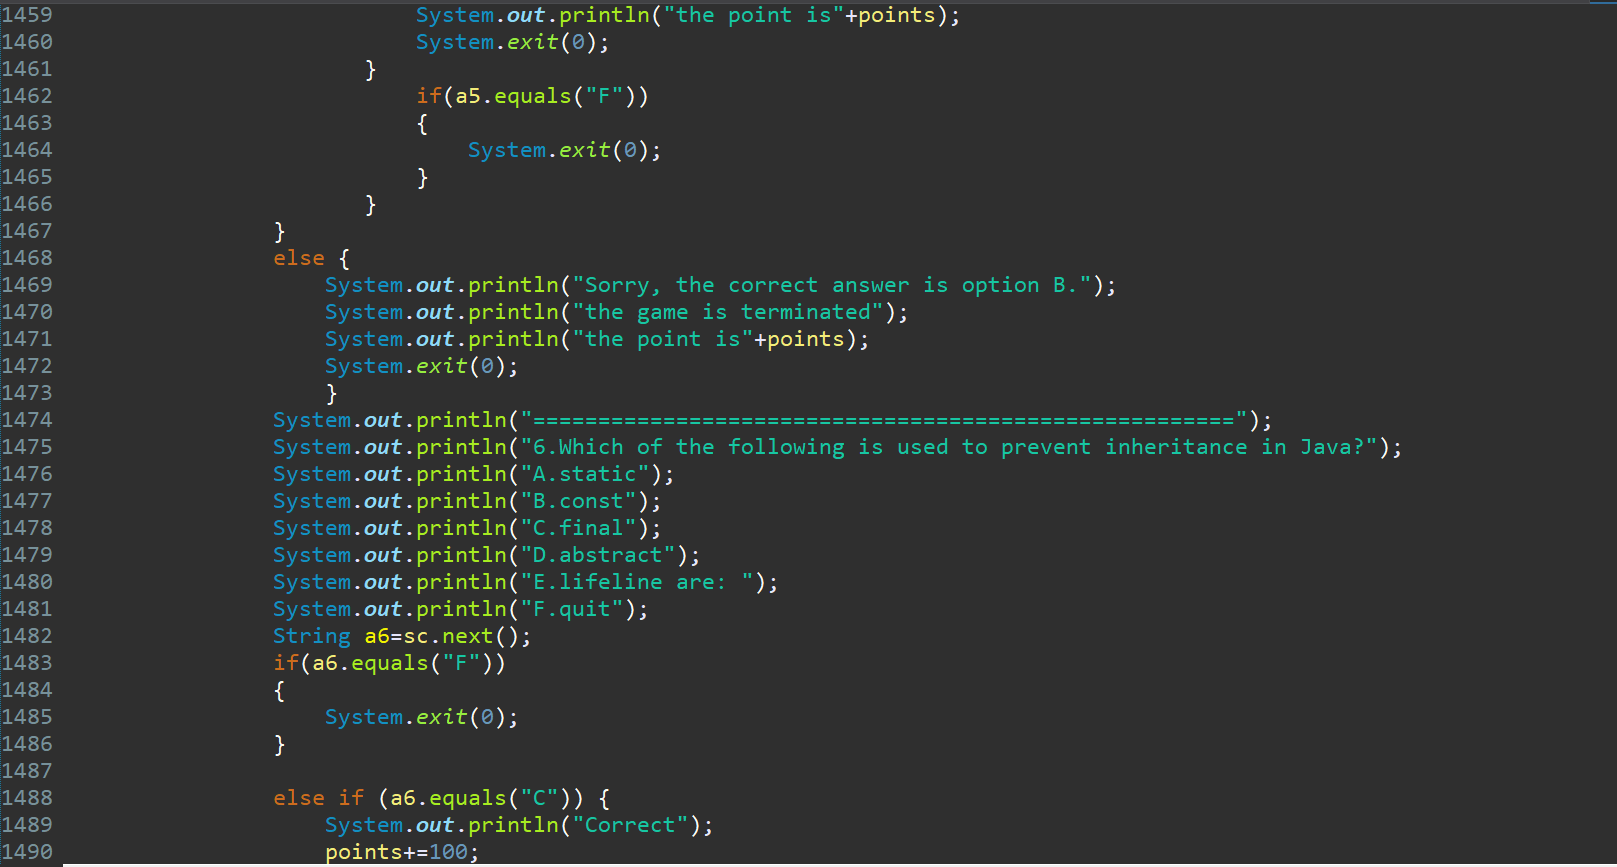 1459 System.out.println("the point is"+points);
1460 System.exit(0);
1461 }
1462 if(a5.equals("F"))
1463 {
1464 System.exit(0);
1465 }
1466 }
1467 }
1468 else {
1469 System.out.println("Sorry, the correct answer is option B.");
1470 System.out.println("the game is terminated");
1471 System.out.println("the point is"+points);
1472 System.exit(0);
1473 }
1474 System.out.println("======================================================");
1475 System.out.println("6.Which of the following is used to prevent inheritance in Java?");
1476 System.out.println("A.static");
1477 System.out.println("B.const");
1478 System.out.println("C.final");
1479 System.out.println("D.abstract");
1480 System.out.println("E.lifeline are: ");
1481 System.out.println("F.quit");
1482 String a6=sc.next();
1483 if(a6.equals("F"))
1484 {
1485 System.exit(0);
1486 }
1487
1488 else if (a6.equals("C")) {
1489 System.out.println("Correct");
1490 points+=100;